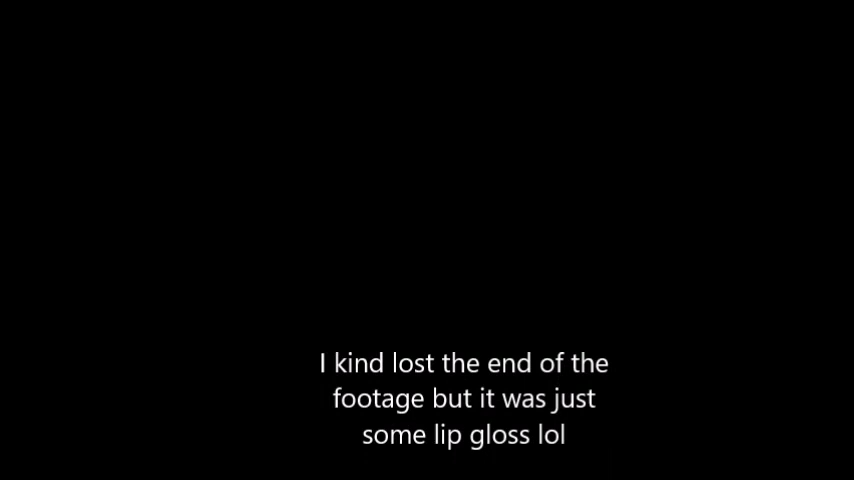 I kind lost the end of the
footage but it was just
some lip gloss lol